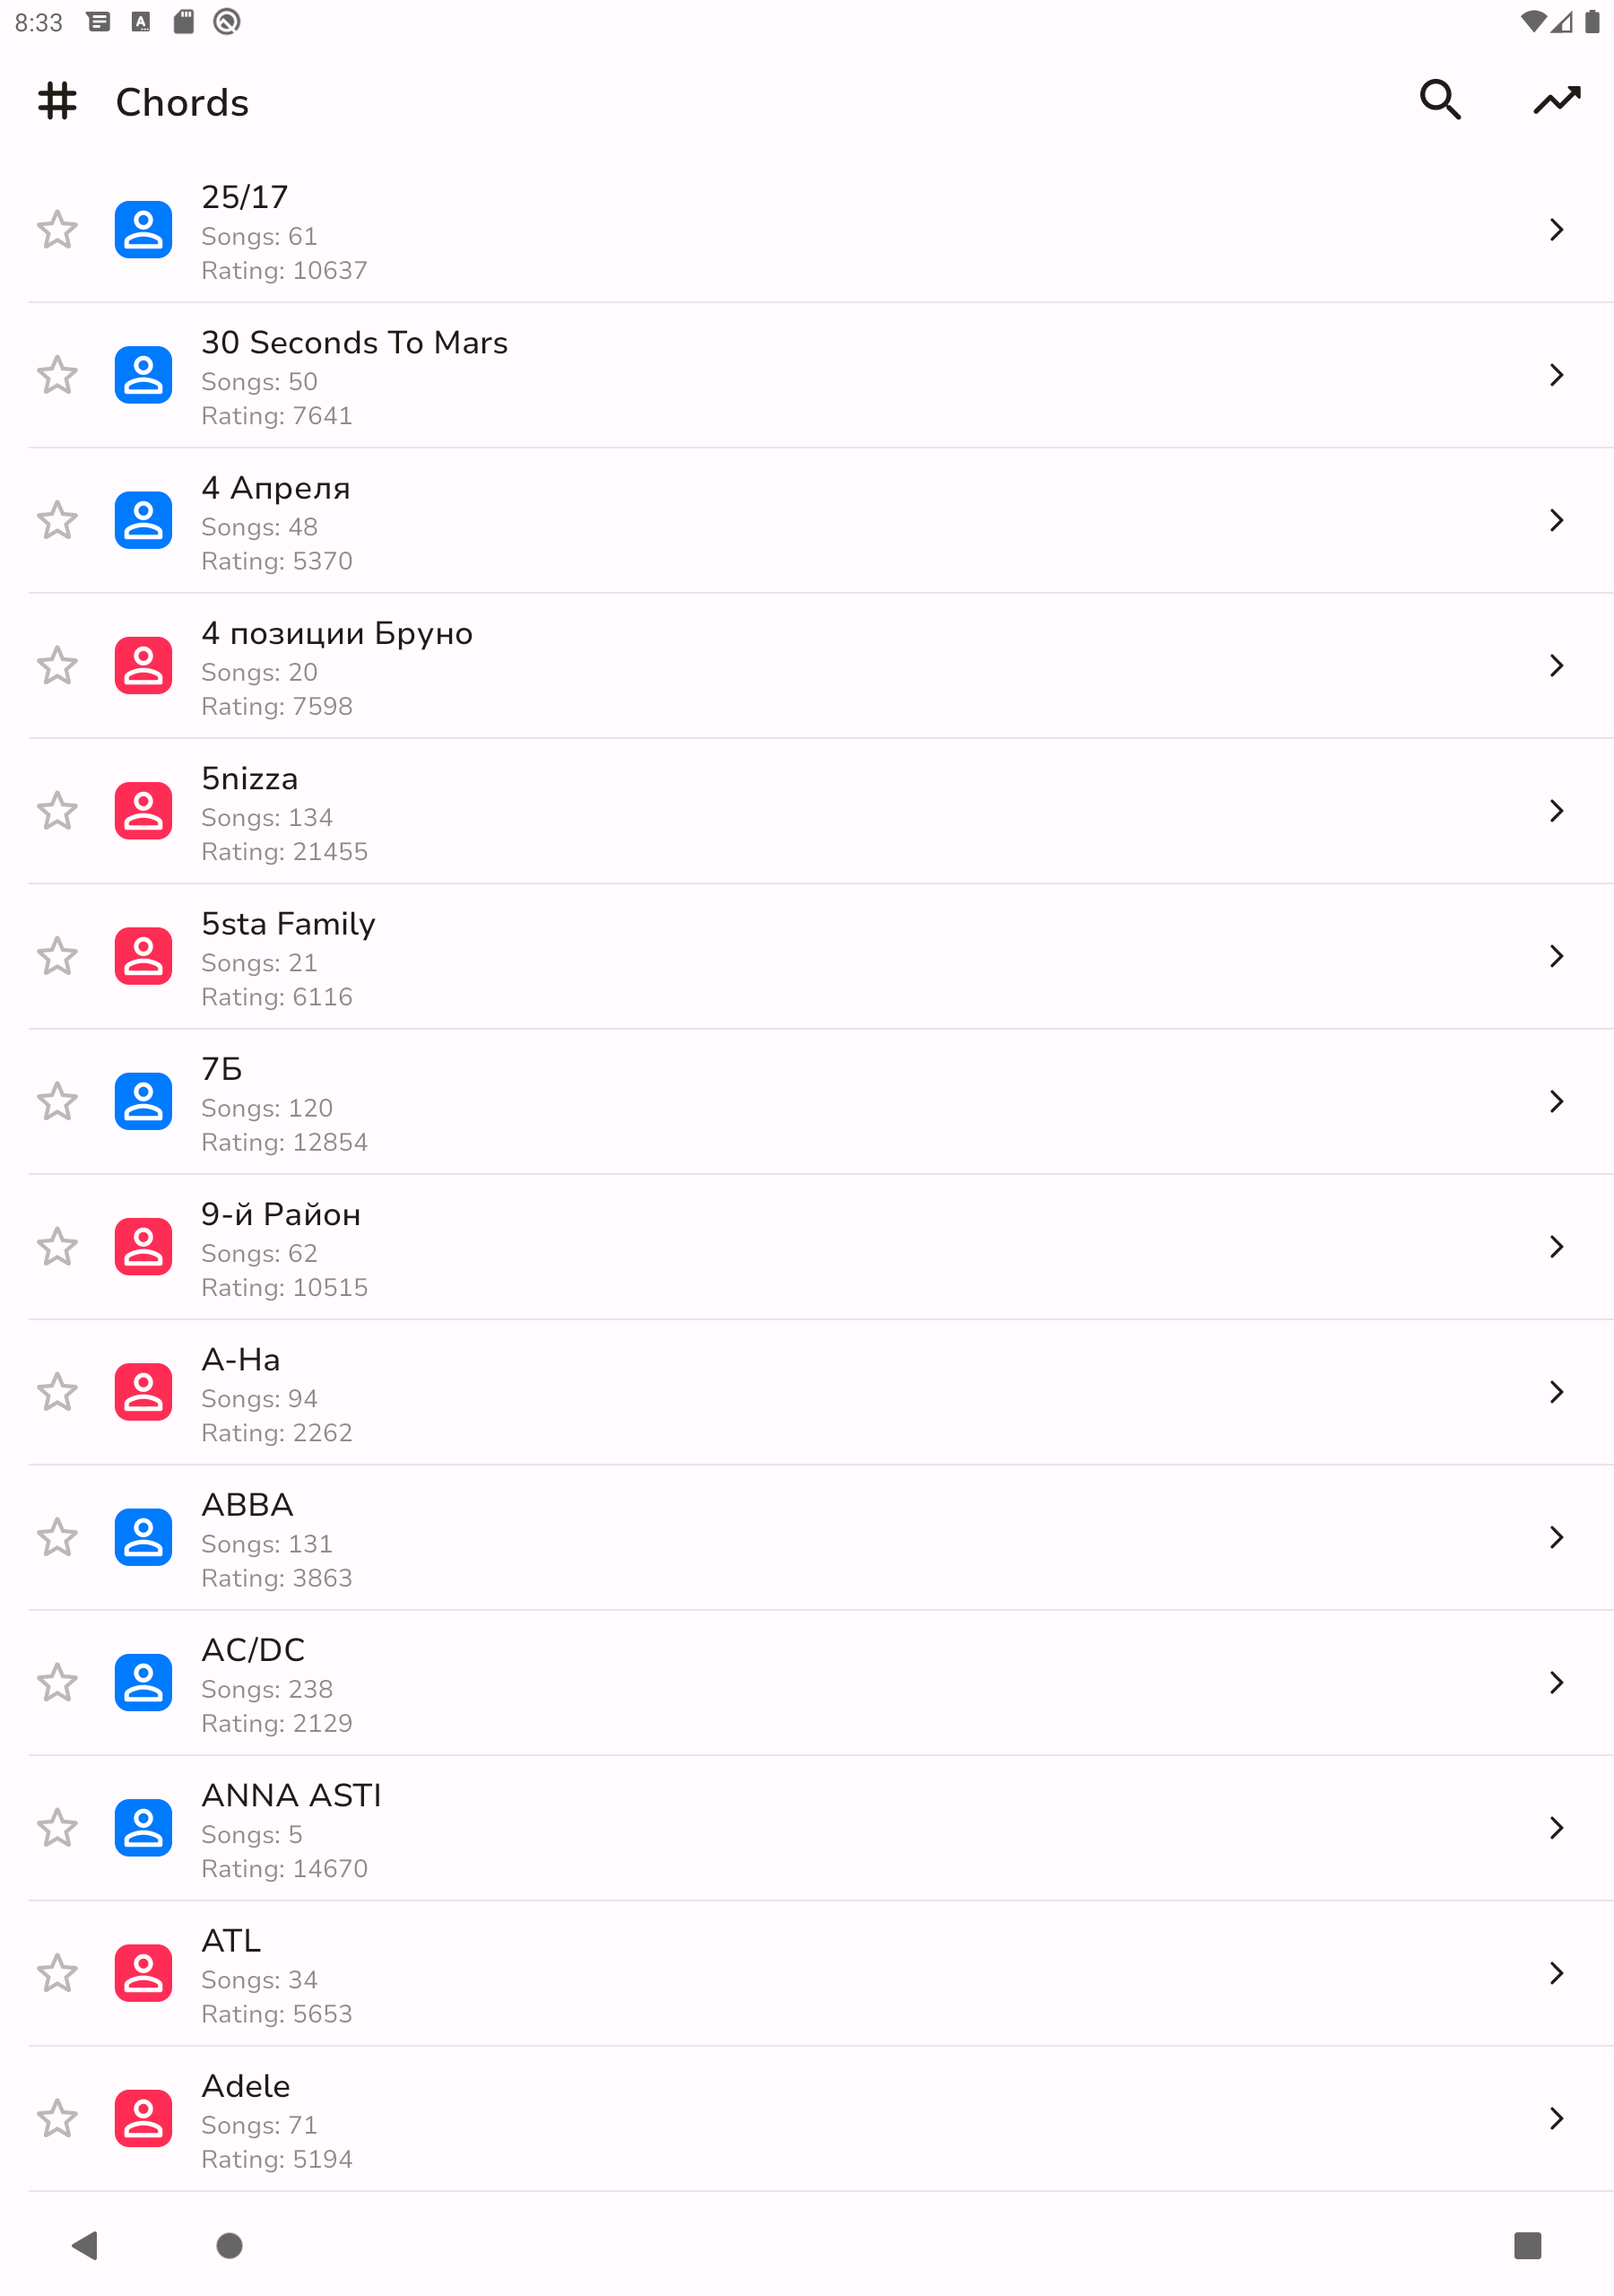 8:33
Chords
25/17
Songs: 61
Rating: 10637
30 Seconds To Mars
Songs: 50
Rating: 7641
4 Апреля
Songs: 48
Rating: 5370
4 позиции Бруно
Songs: 20
Rating: 7598
5nizza
Songs: 134
Rating: 21455
5sta Family
Songs: 21
Rating: 6116
7Б
Songs: 120
Rating: 12854
9-й Район
Songs: 62
Rating: 10515
A-Ha
Songs: 94
Rating: 2262
ABBA
Songs: 131
Rating: 3863
AC/DC
Songs: 238
Rating: 2129
ANNA ASTI
Songs: 5
Rating: 14670
ATL
Songs: 34
Rating: 5653
Adele
Songs: 71
Rating: 5194